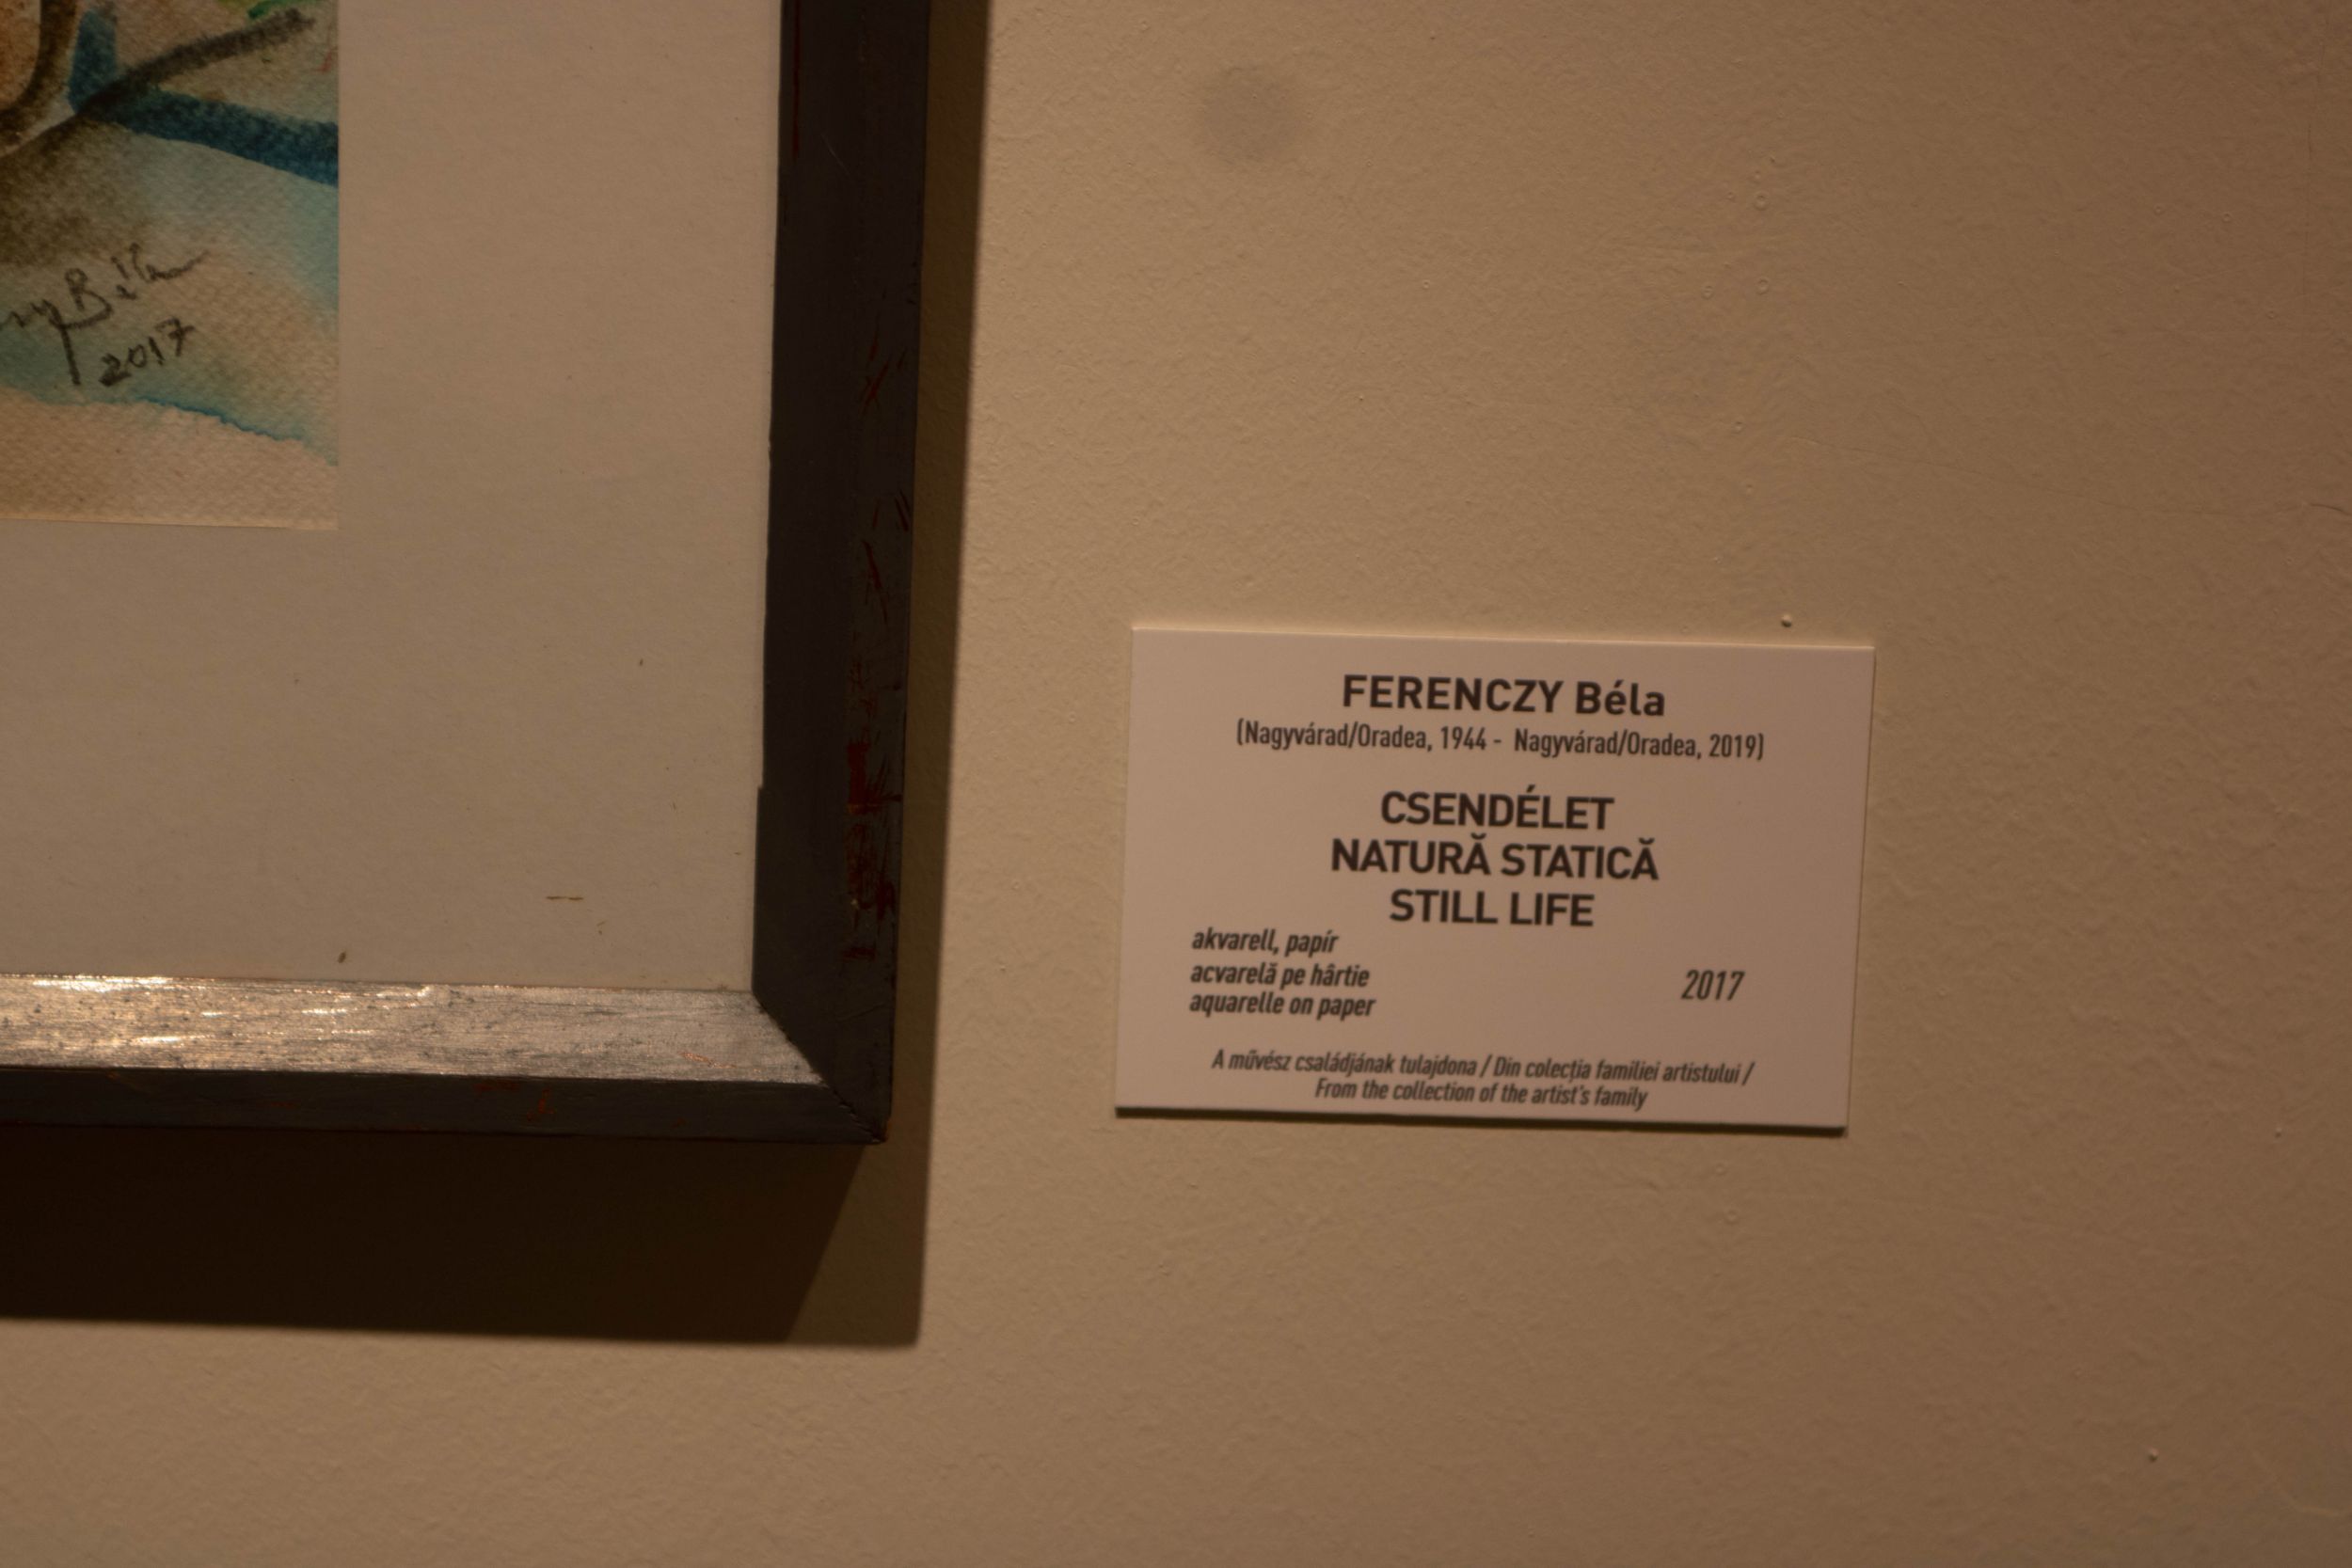 Béla
2017
FERENCZY Béla
(Nagyvárad/Oradea, 1944 - Nagyvárad/Oradea, 2019)
CSENDÉLET
NATURĂ STATICĂ
STILL LIFE
akvarell, papír
acvarelă pe hârtie
aquarelle on paper
2017
A művész családjának tulajdona / Din colecția familiei artistului /
From the collection of the artist's family